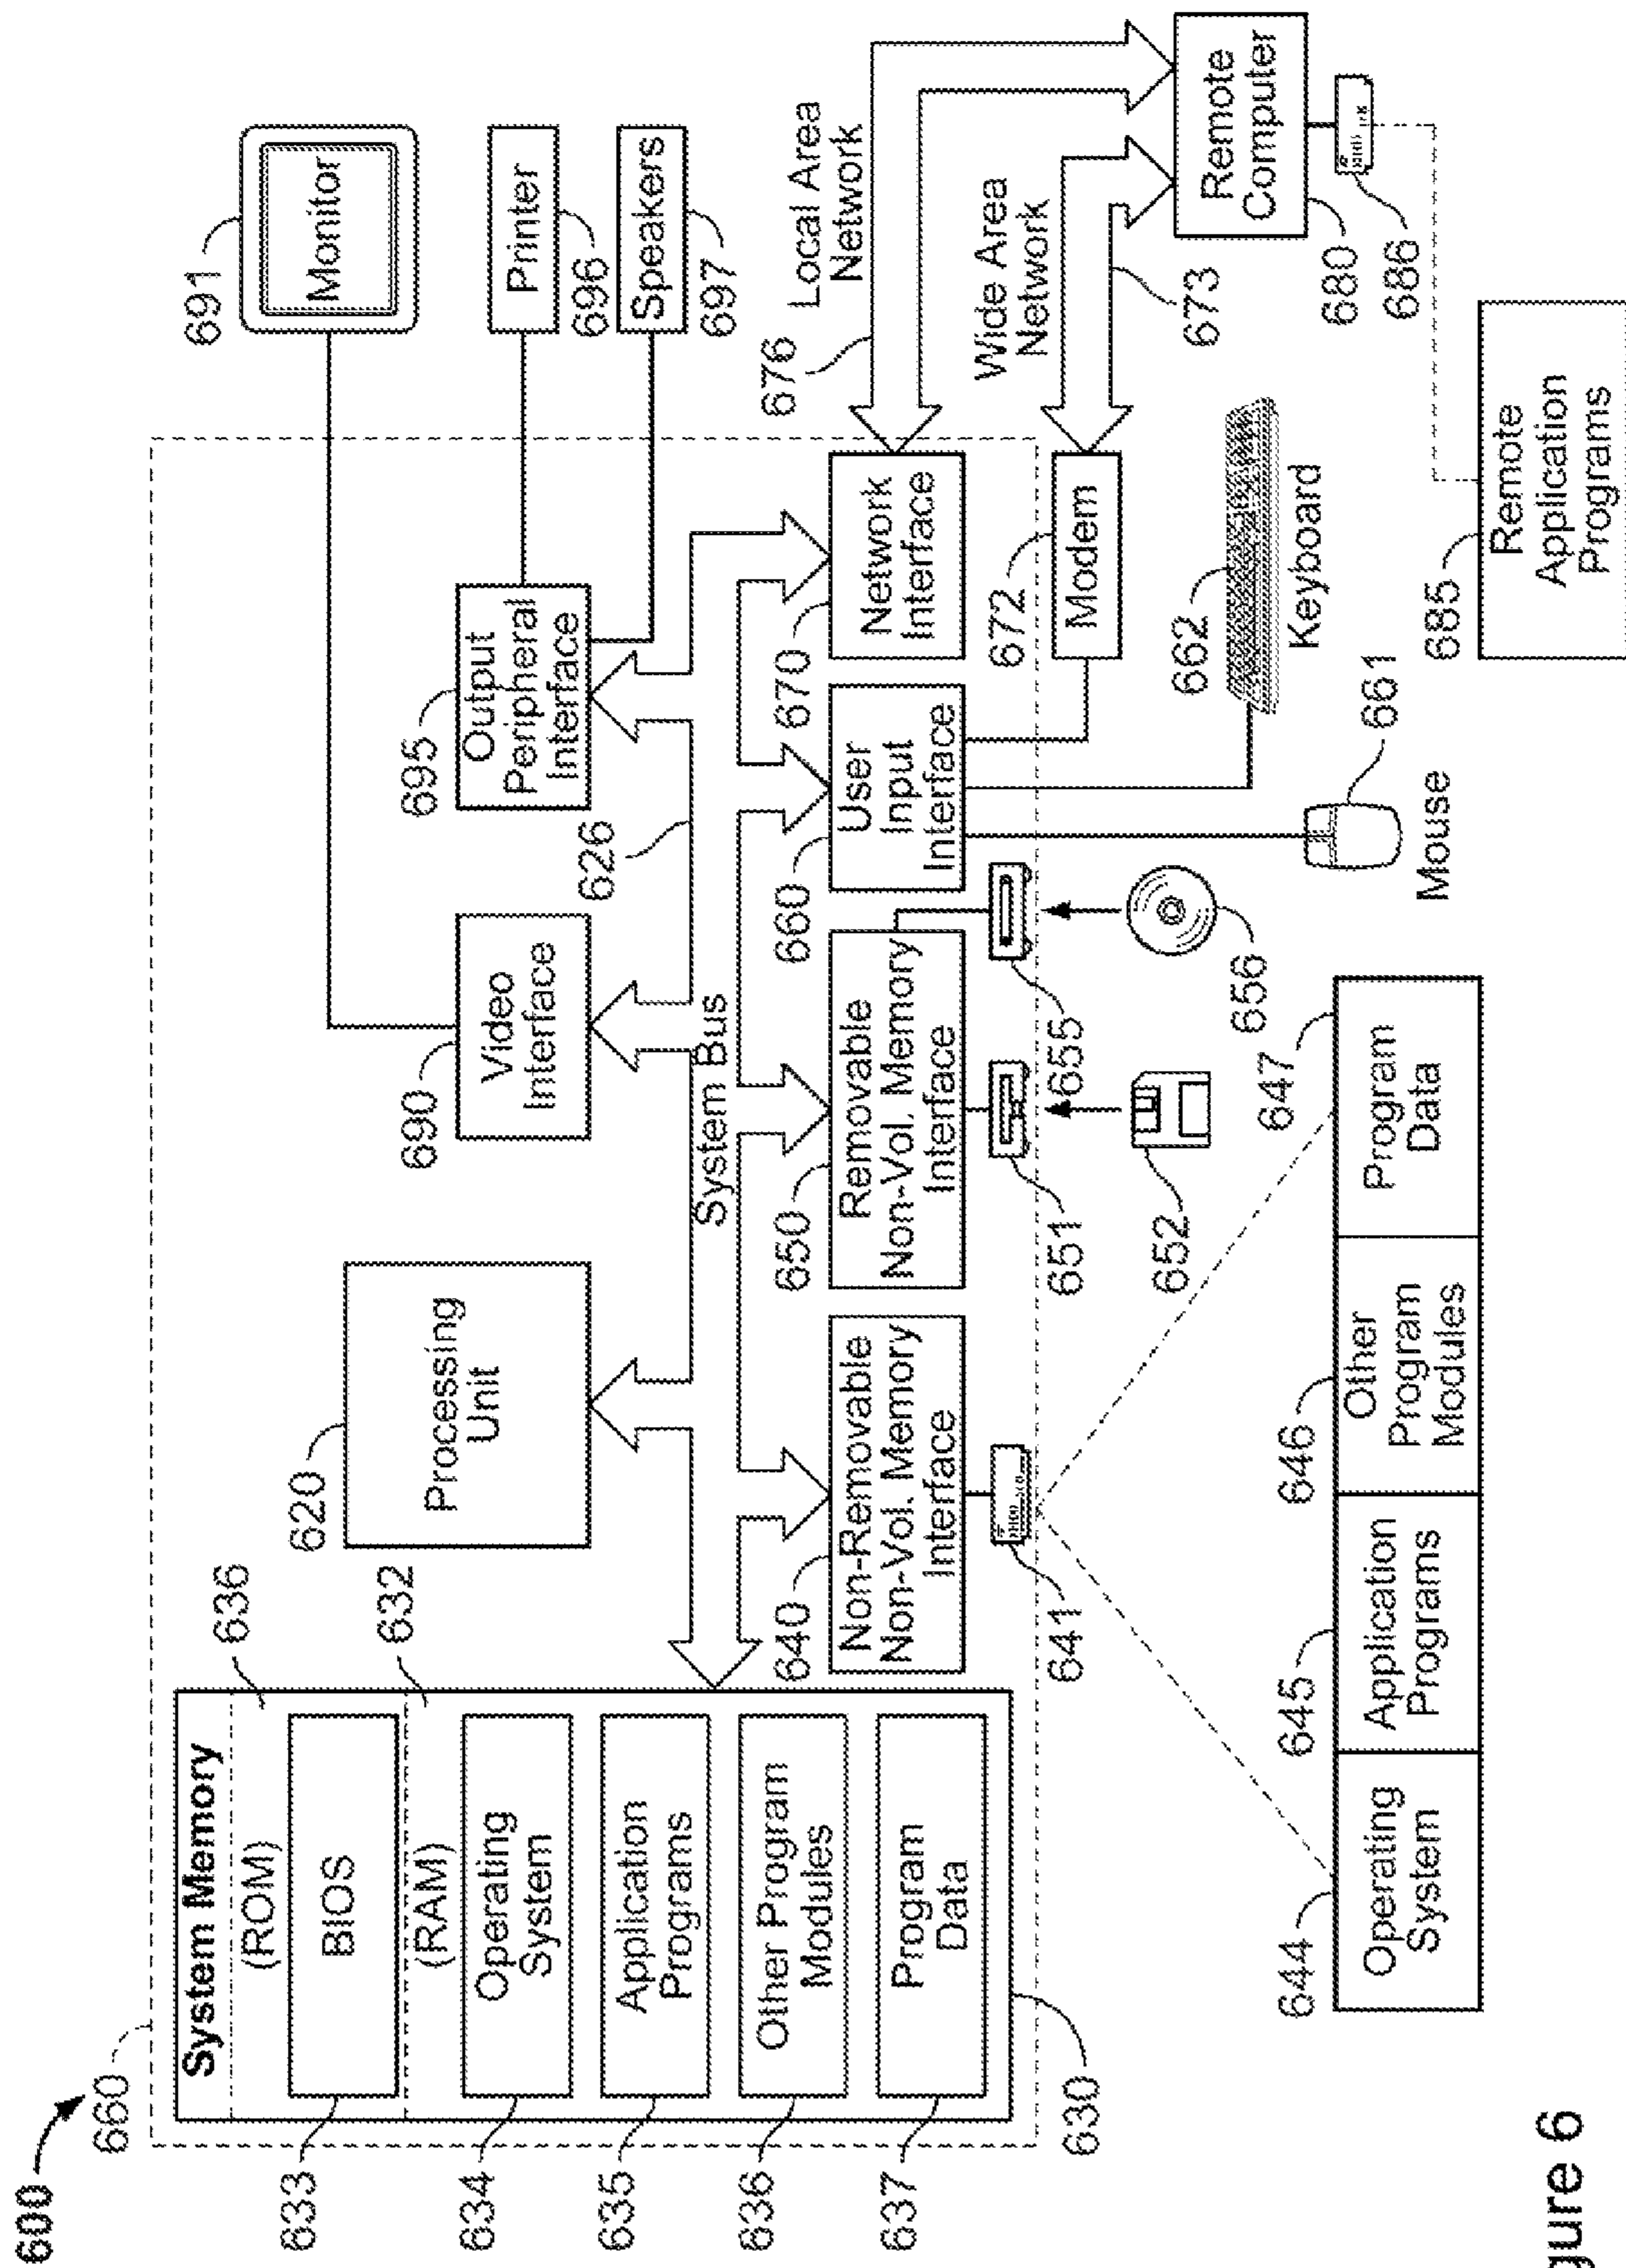 600
660
System Memory
(ROM)
636
BIOS
633
(RAM)
632
Operating
System
634
Application
Programs
635
Other Program
Modules
636
Program
Data
637
630
620
Processing
Unit
690
Video
Interface
695
Output
Peripheral
Interface
691
Monitor
Printer
696
Speakers
697
626
System Bus
640
Non-Removable
Non-Vol. Memory
Interface
650
Removable
Non-Vol. Memory
Interface
660
User
Input
Interface
670
Network
Interface
676
Local Area
Network
641
651
655
672
Modem
Wide Area
Network
673
Remote
Computer
680
686
652
656
662
Keyboard
661
Mouse
644
Operating
System
645
Application
Programs
646
Other
Program
Modules
647
Program
Data
685
Remote
Application
Programs
gure 6